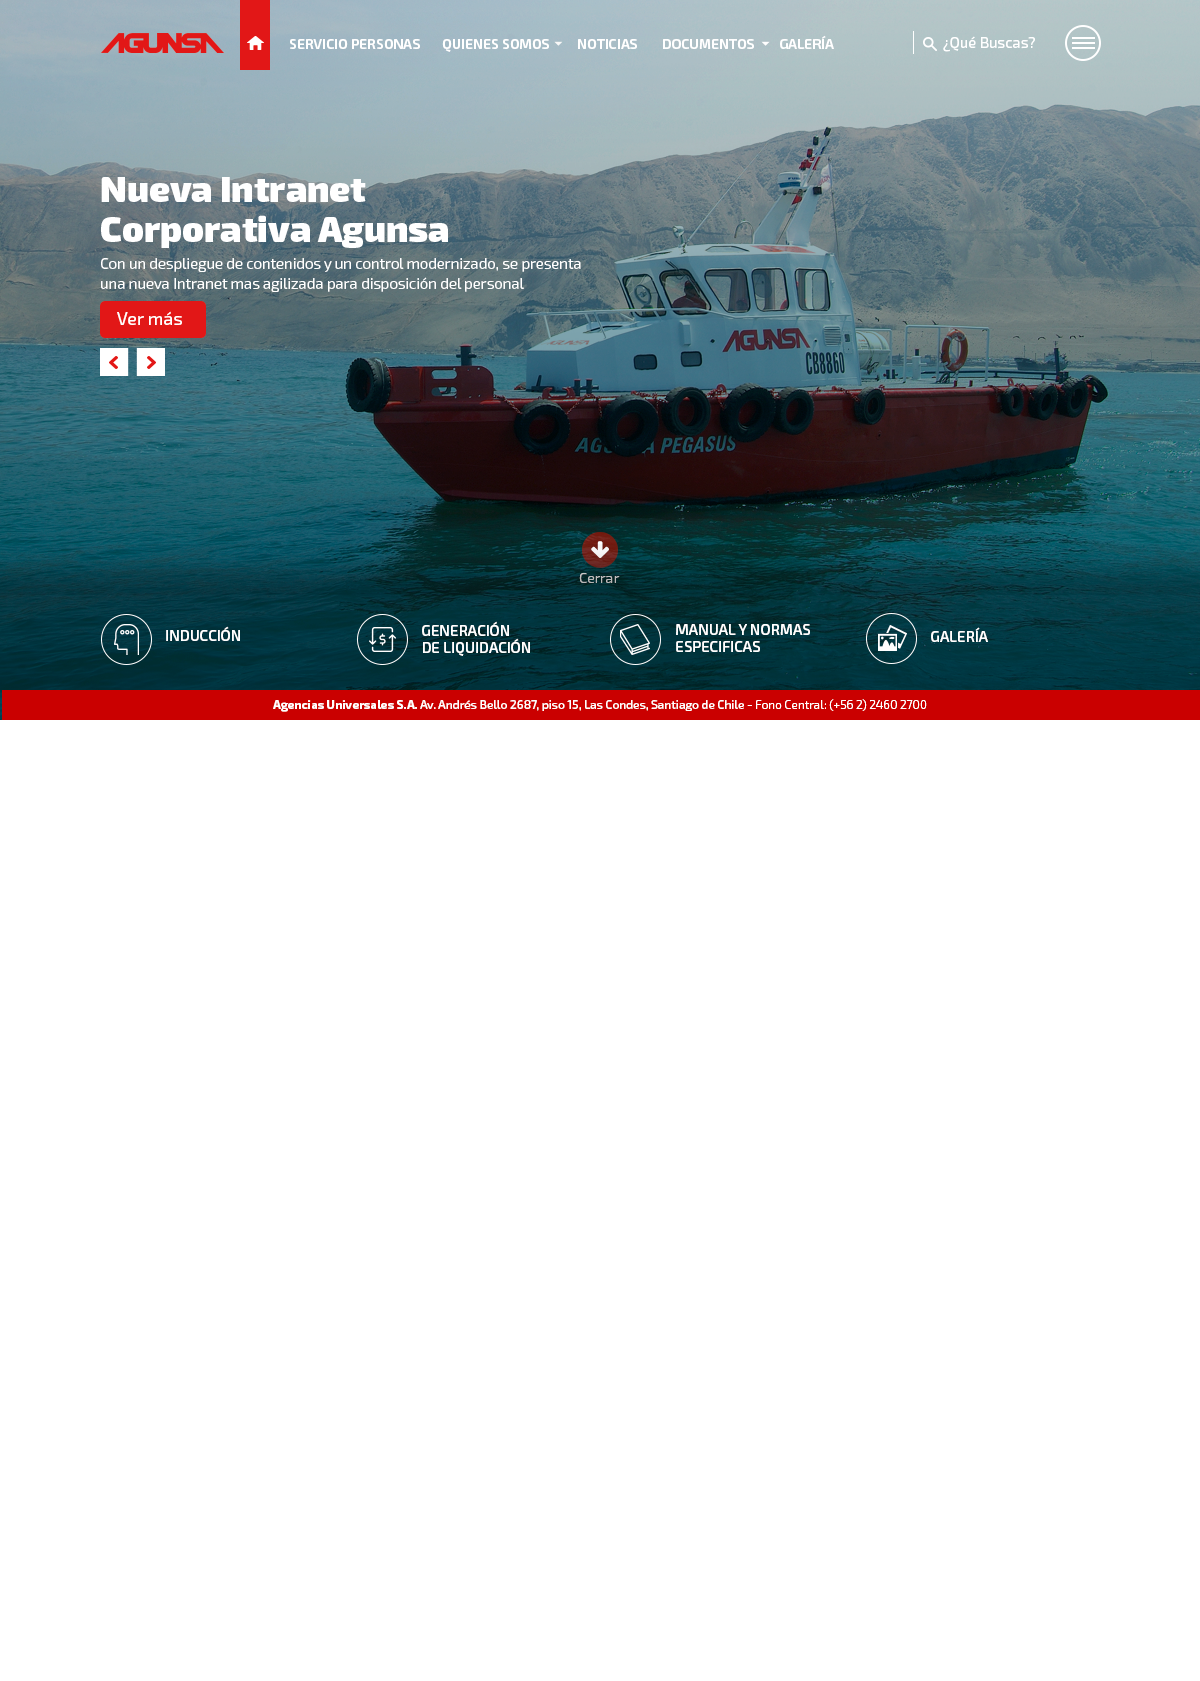 AGUNSA
SERVICIO PERSONAS
QUIENES SOMOS
NOTICIAS
DOCUMENTOS
GALERÍA
¿Qué Buscas?
Nueva Intranet
Corporativa Agunsa
Con un despliegue de contenidos y un control modernizado, se presenta
una nueva Intranet mas agilizada para disposición del personal
Ver más
AGUNSA
CB8860
PEGASUS
Cerrar
INDUCCIÓN
GENERACIÓN
DE LIQUIDACIÓN
MANUAL Y NORMAS
ESPECIFICAS
GALERÍA
Agencias Universales S.A. Av. Andrés Bello 2687, piso 15, Las Condes, Santiago de Chile - Fono Central: (+56 2) 2460 2700